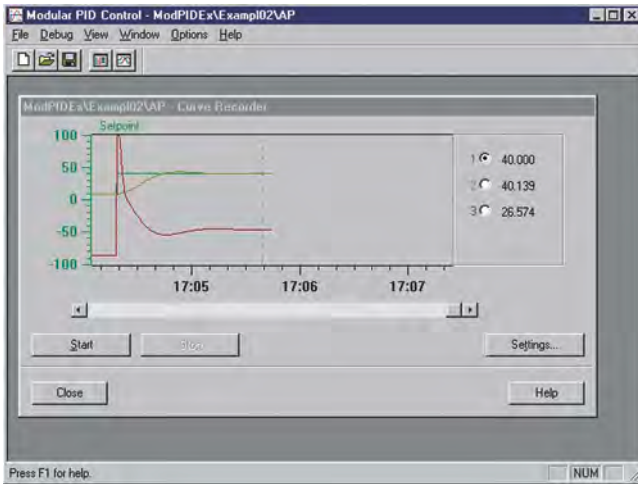 Modular PID Control - ModPIDEx\Exampl02\AP
File Debug View Window Options Help
ModPIDEx\Exampl02\AP - Curve Recorder
Setpoint
100
50
0
-50
-100
17:05 17:06 17:07
1 40.000
2 40.139
3 26.574
Start Stop Settings...
Close Help
Press F1 for help. NUM